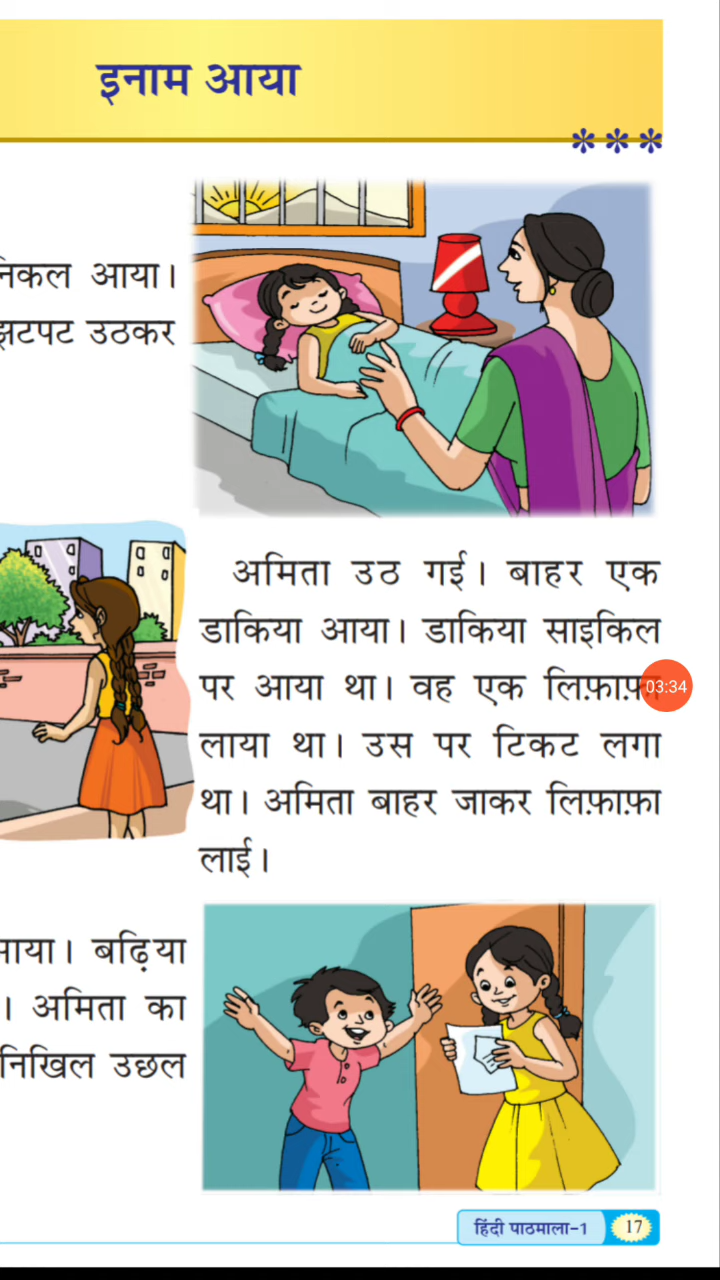 इनाम आया
* * *
निकल आया।
झटपट उठकर
अमिता उठ गई। बाहर एक
डाकिया आया। डाकिया साइकिल
पर आया था। वह एक लिफ़ाफ़ा
03:34
लाया था। उस पर टिकट लगा
था। अमिता बाहर जाकर लिफ़ाफ़ा
लाई।
बढ़िया
। अमिता का
निखिल उछल
हिंदी पाठमाला-1
17